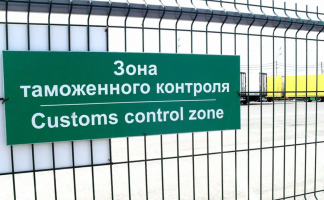 Зона
таможенного контроля
Customs control zone